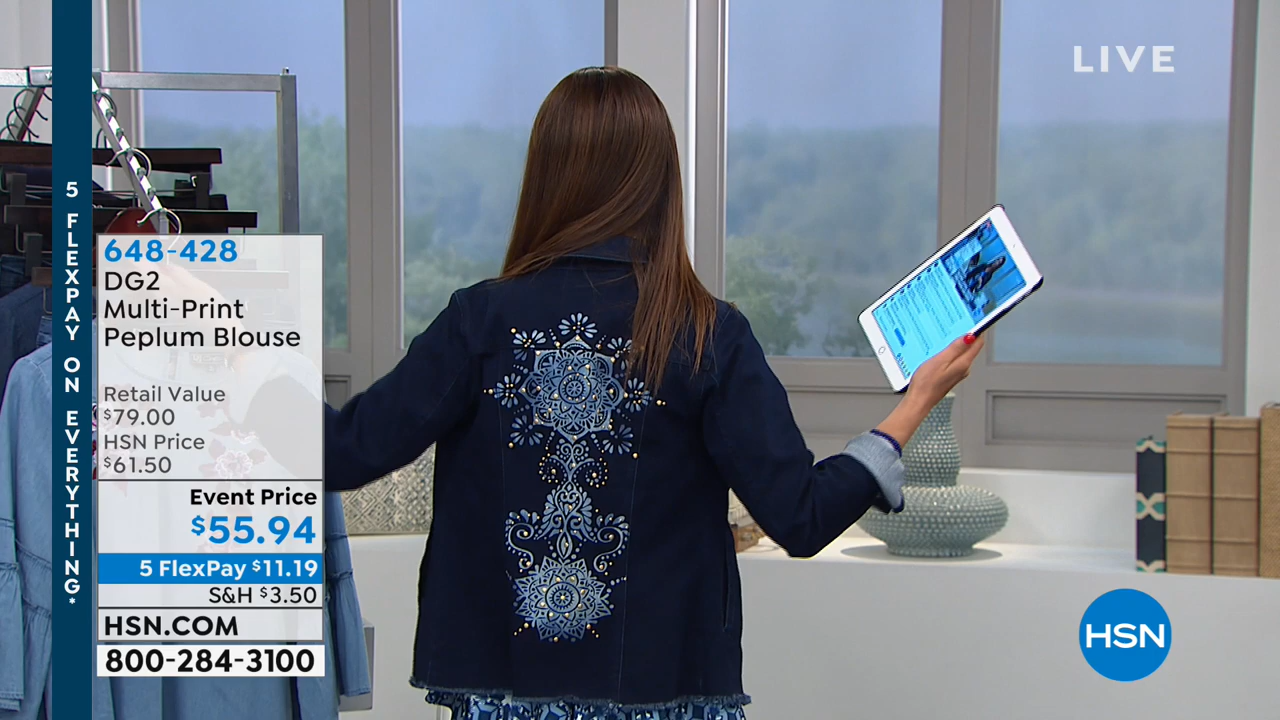 LIVE
5 FLEXPAY ON EVERYTHING*
648-428
DG2
Multi-Print
Peplum Blouse
Retail Value
$79.00
HSN Price
$61.50
Event Price
$55.94
5 FlexPay $11.19
S&H $3.50
HSN.COM
800-284-3100
HSN